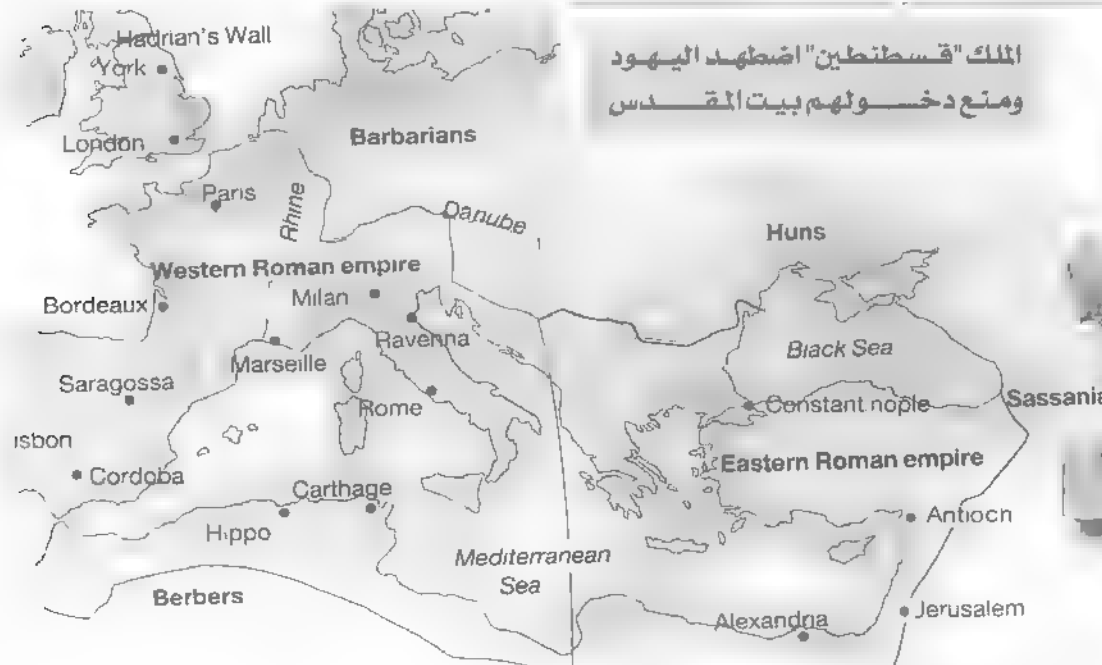 Hadrian's Wall
York
London
الملك "قسطنطين" اضطهد اليهود
ومنع دخولهم بيت المقدس
Barbarians
Paris
Rhine
Danube
Huns
Western Roman empire
Milan
Bordeaux
Ravenna
Marseille
Black Sea
Saragossa
Rome
Constant nople
Sassania
isbon
Cordoba
Eastern Roman empire
Carthage
Hippo
Antioch
Mediterranean
Sea
Berbers
Alexandria
Jerusalem